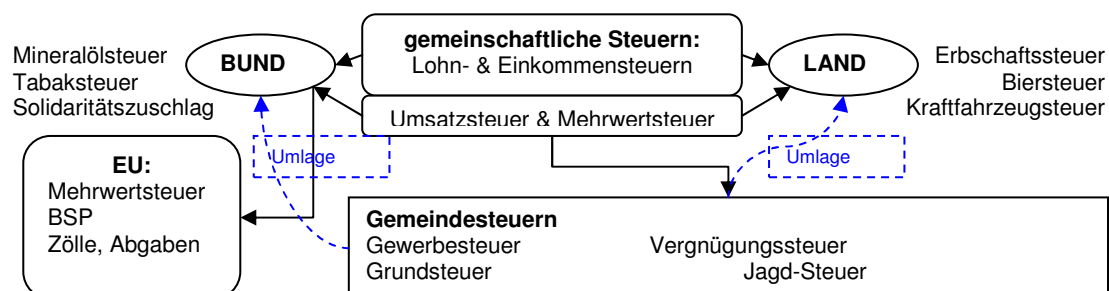 gemeinschaftliche Steuern:
Lohn- & Einkommensteuern
BUND
LAND
Mineralölsteuer
Tabaksteuer
Solidaritätszuschlag
Erbschaftssteuer
Biersteuer
Kraftfahrzeugsteuer
Umsatzsteuer & Mehrwertsteuer
Umlage
Umlage
EU:
Mehrwertsteuer
BSP
Zölle, Abgaben
Gemeindesteuern
Gewerbesteuer Vergnügungssteuer
Grundsteuer Jagd-Steuer